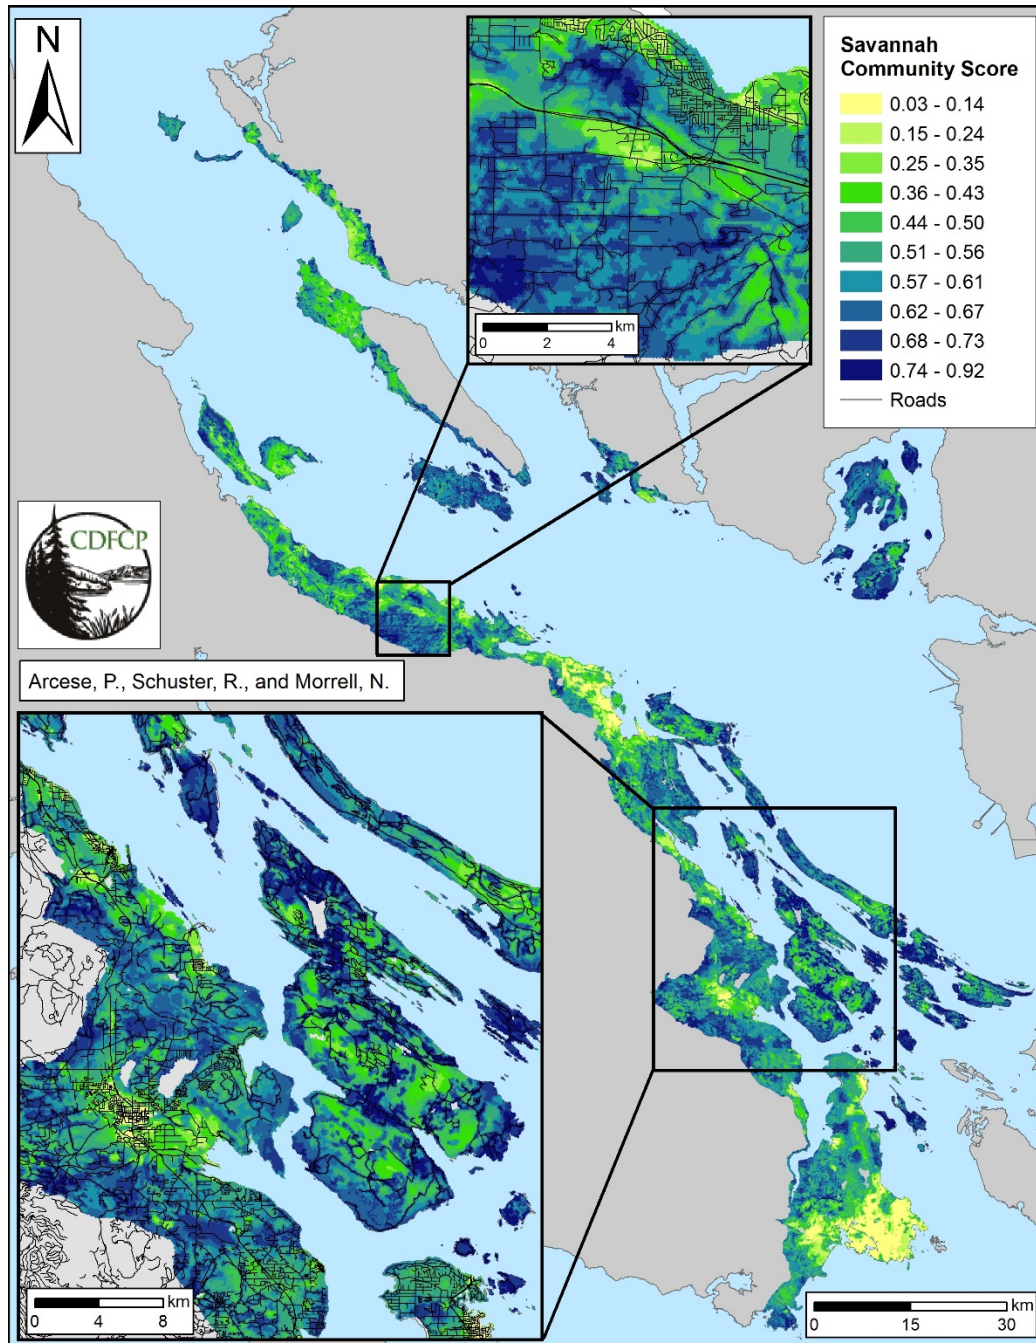 N
Savannah
Community Score
0.03 - 0.14
0.15 - 0.24
0.25 - 0.35
0.36 - 0.43
0.44 - 0.50
0.51 - 0.56
0.57 - 0.61
0.62 - 0.67
0.68 - 0.73
0.74 - 0.92
Roads
km
0 2 4
CDFCP
Arcese, P., Schuster, R., and Morrell, N.
km
0 4 8
km
0 15 30